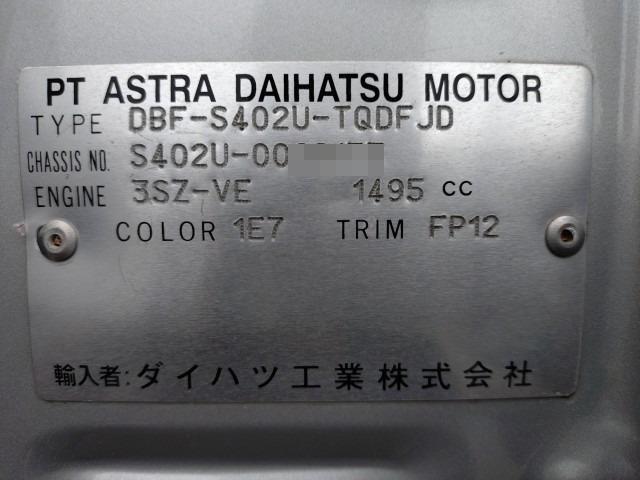 PT ASTRA DAIHATSU MOTOR
TYPE DBF-S402U-TQDFJD
CHASSIS NO. S402U-00
ENGINE 3SZ-VE 1495 cc
COLOR 1E7 TRIM FP12
輸入者: ダイハツ工業株式会社